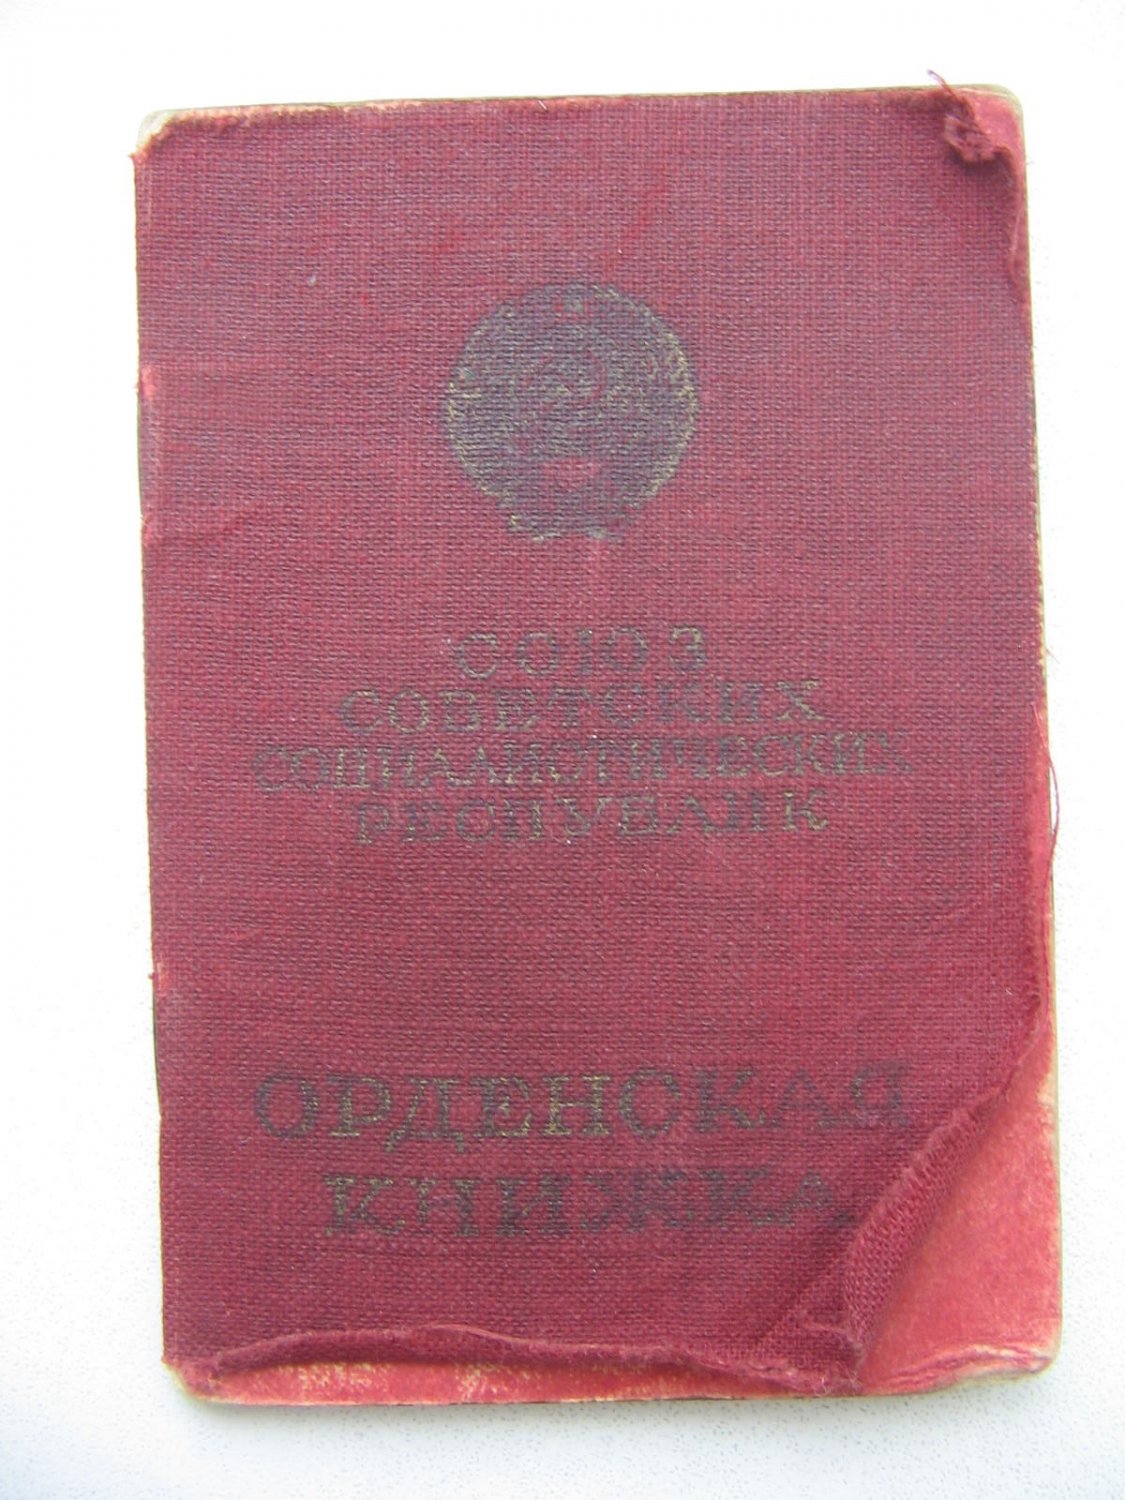 СОЮЗ
СОВЕТСКИХ
СОЦИАЛИСТИЧЕСКИХ
РЕСПУБЛИК
ОРДЕНСКАЯ
КНИЖКА